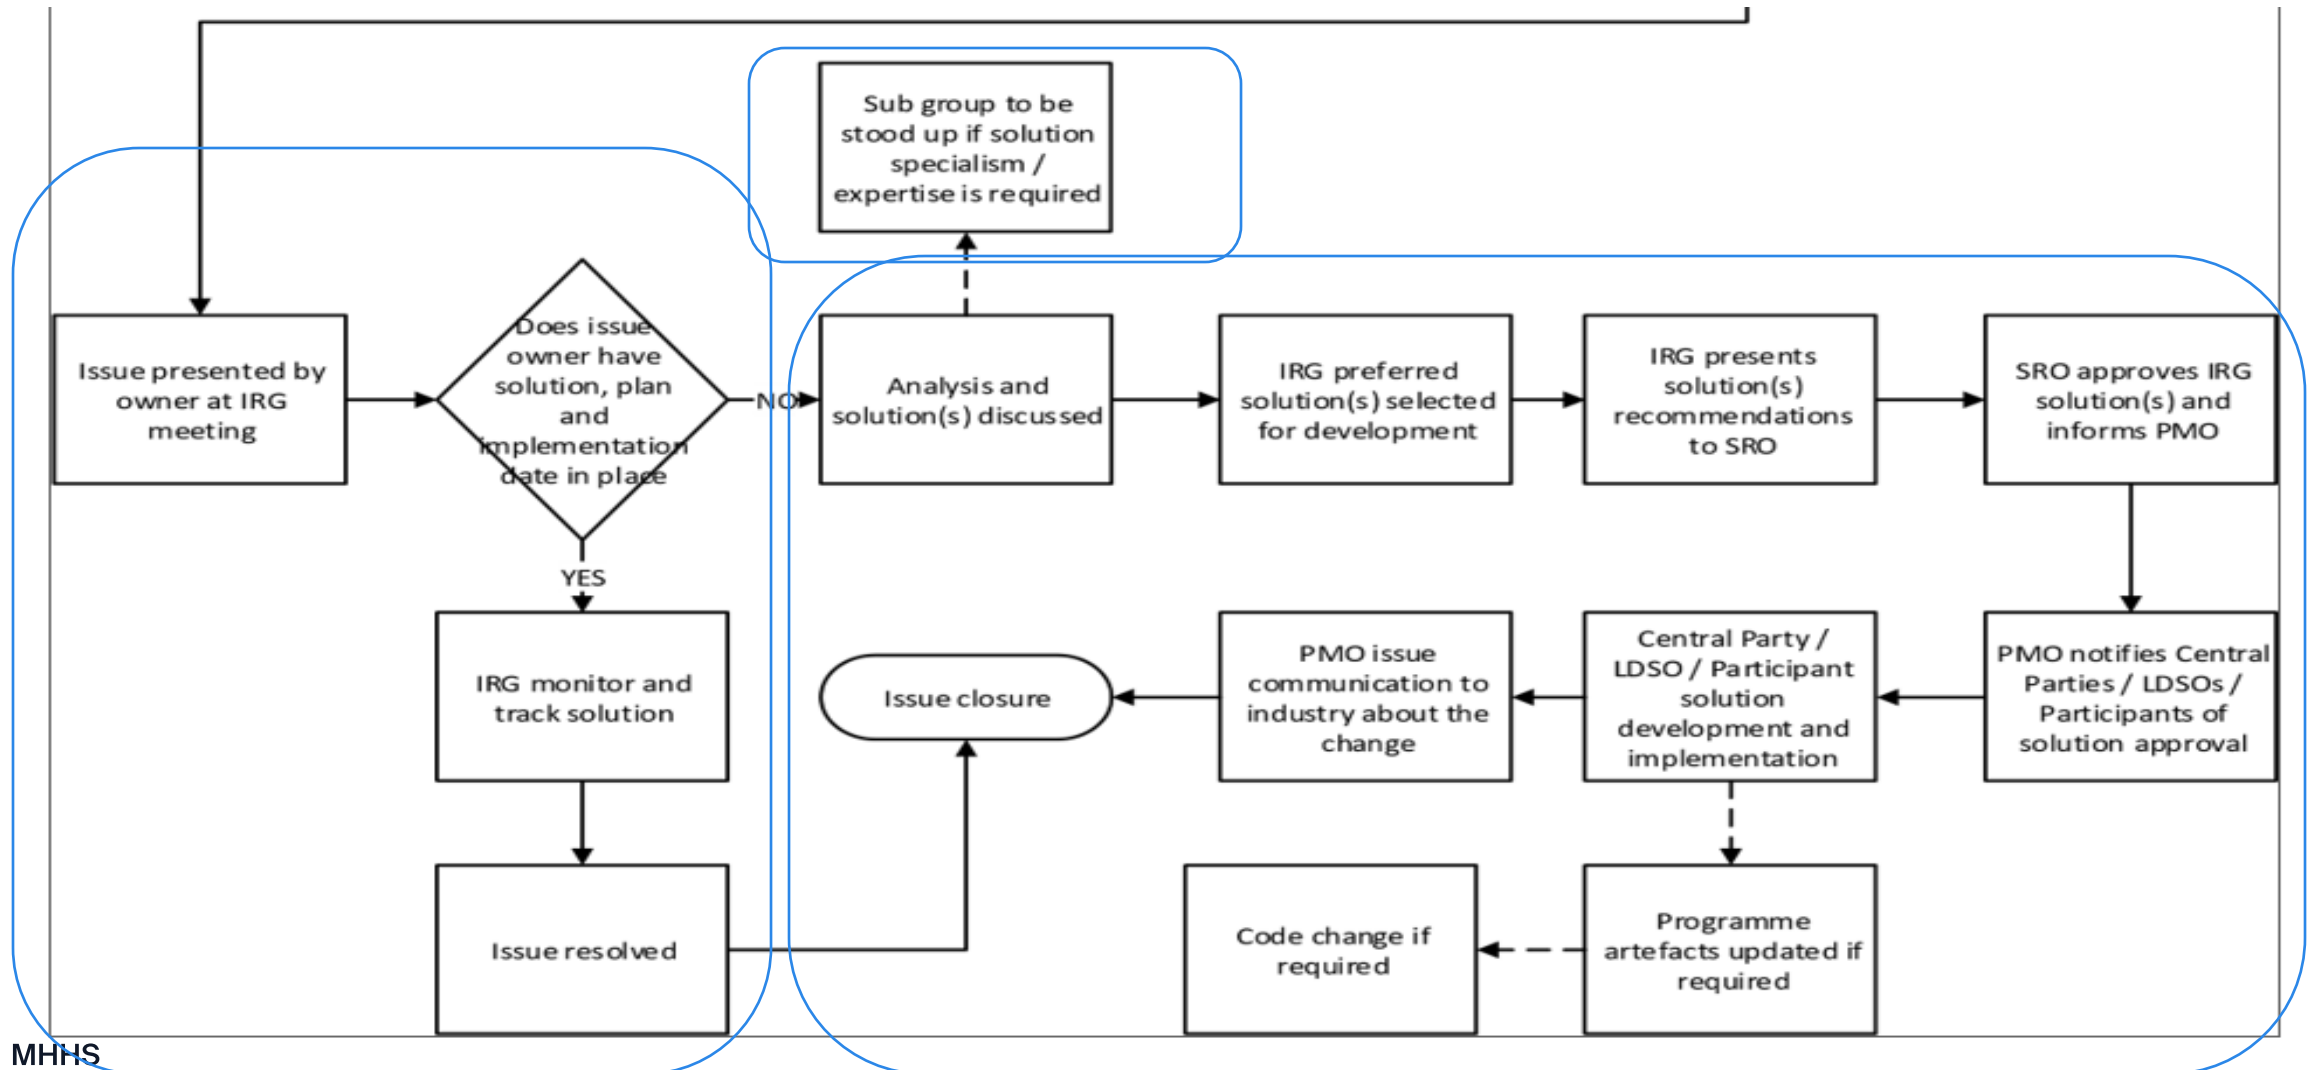 Sub group to be
stood up if solution
specialism /
expertise is required
Issue presented by
owner at IRG
meeting
Does issue
owner have
solution, plan
and
implementation
date in place
NO
Analysis and
solution(s) discussed
IRG preferred
solution(s) selected
for development
IRG presents
solution(s)
recommendations
to SRO
SRO approves IRG
solution(s) and
informs PMO
YES
IRG monitor and
track solution
Issue closure
PMO issue
communication to
industry about the
change
Central Party /
LDSO / Participant
solution
development and
implementation
PMO notifies Central
Parties / LDSOs /
Participants of
solution approval
Issue resolved
Code change if
required
Programme
artefacts updated if
required
MHHS